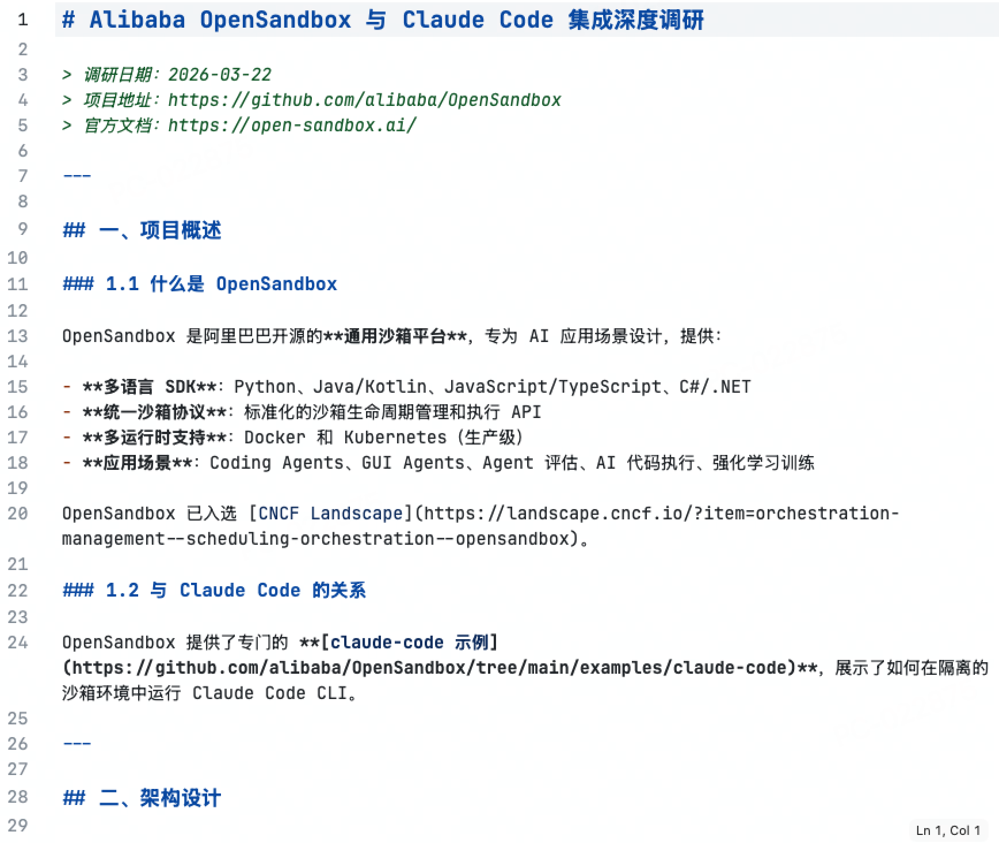 1 # Alibaba OpenSandbox 与 Claude Code 集成深度调研
2
3 > 调研日期：2026-03-22
4 > 项目地址：https://github.com/alibaba/OpenSandbox
5 > 官方文档：https://open-sandbox.ai/
6
7 ---
8
9 ## 一、项目概述
10
11 ### 1.1 什么是 OpenSandbox
12
13 OpenSandbox 是阿里巴巴开源的**通用沙箱平台**，专为 AI 应用场景设计，提供：
14
15 - **多语言 SDK**：Python、Java/Kotlin、JavaScript/TypeScript、C#/.NET
16 - **统一沙箱协议**：标准化的沙箱生命周期管理和执行 API
17 - **多运行时支持**：Docker 和 Kubernetes（生产级）
18 - **应用场景**：Coding Agents、GUI Agents、Agent 评估、AI 代码执行、强化学习训练
19
20 OpenSandbox 已入选 [CNCF Landscape](https://landscape.cncf.io/?item=orchestration-
management--scheduling-orchestration--opensandbox)。
21
22 ### 1.2 与 Claude Code 的关系
23
24 OpenSandbox 提供了专门的 **[claude-code 示例]
(https://github.com/alibaba/OpenSandbox/tree/main/examples/claude-code)**，展示了如何在隔离的
沙箱环境中运行 Claude Code CLI。
25
26 ---
27
28 ## 二、架构设计
29
Ln 1, Col 1